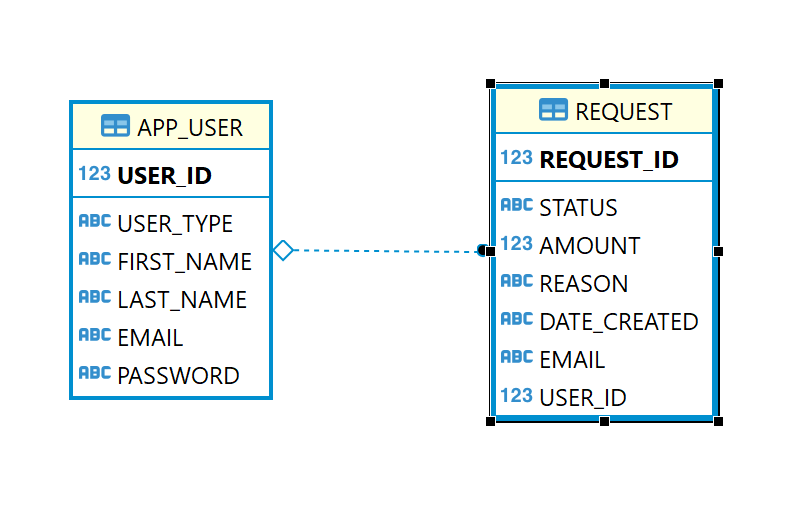 APP_USER
123 USER_ID
ABC USER_TYPE
ABC FIRST_NAME
ABC LAST_NAME
ABC EMAIL
ABC PASSWORD
REQUEST
123 REQUEST_ID
ABC STATUS
123 AMOUNT
ABC REASON
ABC DATE_CREATED
ABC EMAIL
123 USER_ID